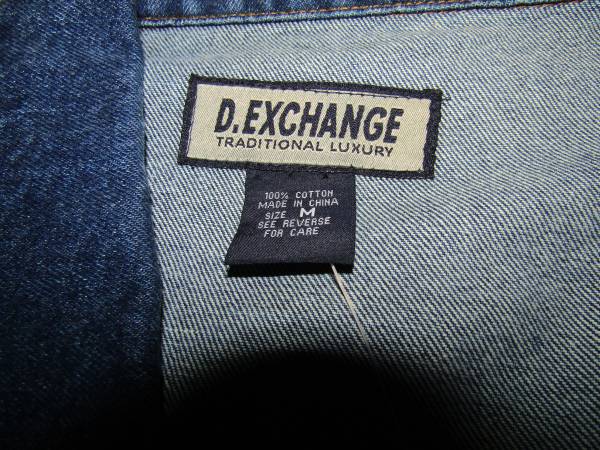 D.EXCHANGE
TRADITIONAL LUXURY
100% COTTON
MADE IN CHINA
SIZE M
SEE REVERSE
FOR CARE